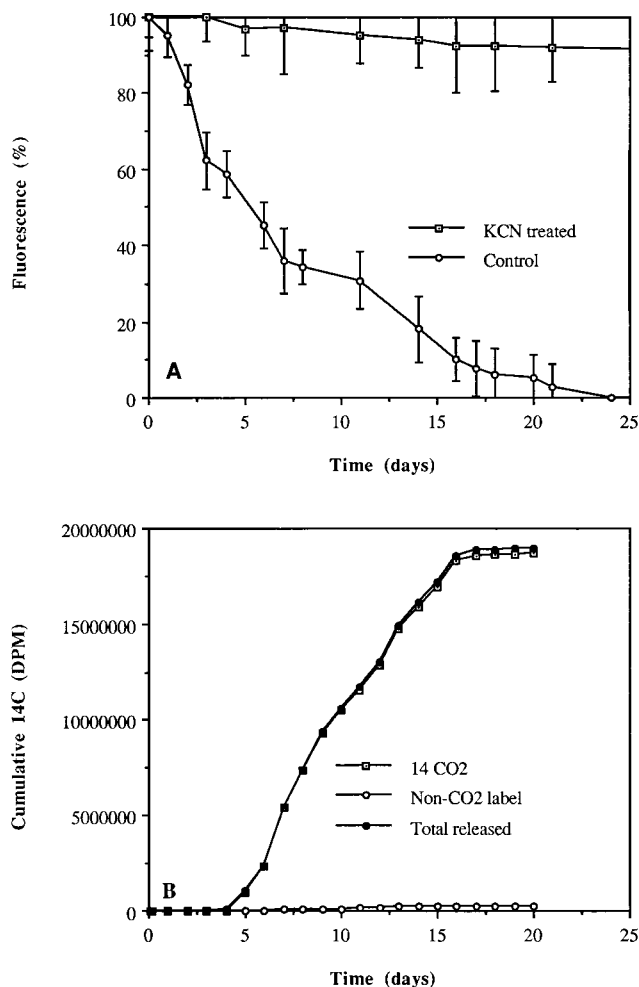 100
80
60
40
20
0
Fluorescence (%)
KCN treated
Control
A
0 5 10 15 20 25
Time (days)
20000000
15000000
10000000
5000000
0
Cumulative 14C (DPM)
14 CO2
Non-CO2 label
Total released
B
0 5 10 15 20 25
Time (days)